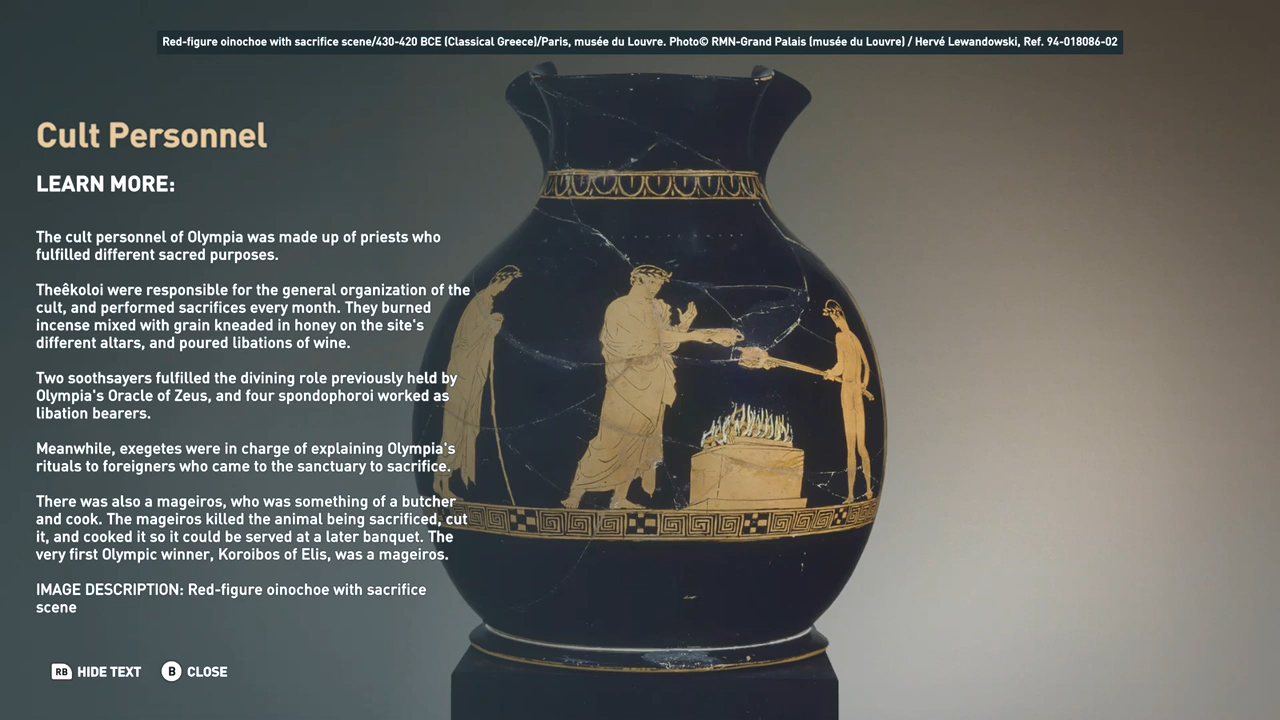 Red-figure oinochoe with sacrifice scene/430-420 BCE (Classical Greece)/Paris, musée du Louvre. Photo© RMN-Grand Palais (musée du Louvre) / Hervé Lewandowski, Ref. 94-018086-02
Cult Personnel
LEARN MORE:
The cult personnel of Olympia was made up of priests who
fulfilled different sacred purposes.
Theêkoloi were responsible for the general organization of the
cult, and performed sacrifices every month. They burned
incense mixed with grain kneaded in honey on the site's
different altars, and poured libations of wine.
Two soothsayers fulfilled the divining role previously held by
Olympia's Oracle of Zeus, and four spondophoroi worked as
libation bearers.
Meanwhile, exegetes were in charge of explaining Olympia's
rituals to foreigners who came to the sanctuary to sacrifice.
There was also a mageiros, who was something of a butcher
and cook. The mageiros killed the animal being sacrificed, cut
it, and cooked it so it could be served at a later banquet. The
very first Olympic winner, Koroibos of Elis, was a mageiros.
IMAGE DESCRIPTION: Red-figure oinochoe with sacrifice
scene
RB HIDE TEXT B CLOSE